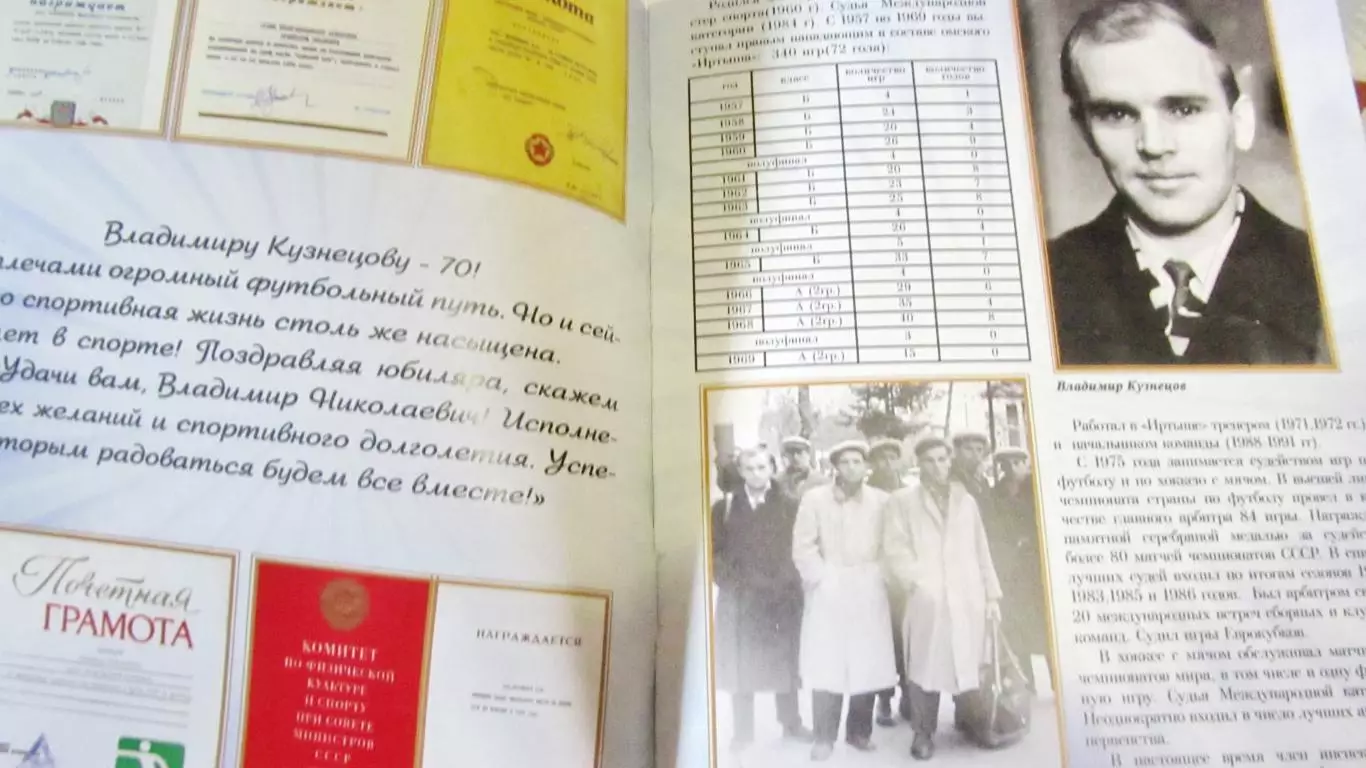 награждает
грамота
Владимиру Кузнецову - 70!
плечами огромный футбольный путь. Но и сей-
о спортивная жизнь столь же насыщена.
ет в спорте! Поздравляя юбиляра, скажем
Удачи вам, Владимир Николаевич! Исполне-
ех желаний и спортивного долголетия. Успе-
оторым радоваться будем все вместе!»
Почетная
ГРАМОТА
КОМИТЕТ
ПО ФИЗИЧЕСКОЙ
КУЛЬТУРЕ
И СПОРТУ
ПРИ СОВЕТЕ
МИНИСТРОВ
СССР
НАГРАЖДАЕТСЯ
стер спорта(1960 г). Судья Международной
категории (1984 г). С 1957 по 1969 годы вы-
ступал правым нападающим в составе омского
«Иртыша» 340 игр(72 гола):
год класс количество игр количество голов
1957 Б 4 1
1958 Б 24 3
1959 Б 20 4
1960 Б 26 9
полуфинал 4 0
1961 Б 20 8
1962 Б 23 7
1963 Б 25 8
полуфинал 4 0
1964 Б 26 4
полуфинал 5 1
1965 Б 33 7
полуфинал 4 0
1966 А (2гр.) 29 6
1967 А (2гр.) 35 4
1968 А (2гр.) 40 8
полуфинал 3 0
1969 А (2гр.) 15 0
Владимир Кузнецов
Работал в «Иртыше» тренером (1971,1972 гг.)
и начальником команды (1988-1991 гг).
С 1975 года занимается судейством игр п
футболу и по хоккею с мячом. В высшей ли
чемпионата страны по футболу провел в к
честве главного арбитра 84 игры. Награжд
памятной серебряной медалью за судейс
более 80 матчей чемпионатов СССР. В спи
лучших судей входил по итогам сезонов 1
1983,1985 и 1986 годов. Был арбитром св
20 международных встреч сборных и клу
команд. Судил игры Еврокубков.
В хоккее с мячом обслуживал матч
чемпионатов мира, в том числе и одну ф
ную игру. Судья Международной кат
Неоднократно входил в число лучших а
первенства.
В настоящее время член инспек